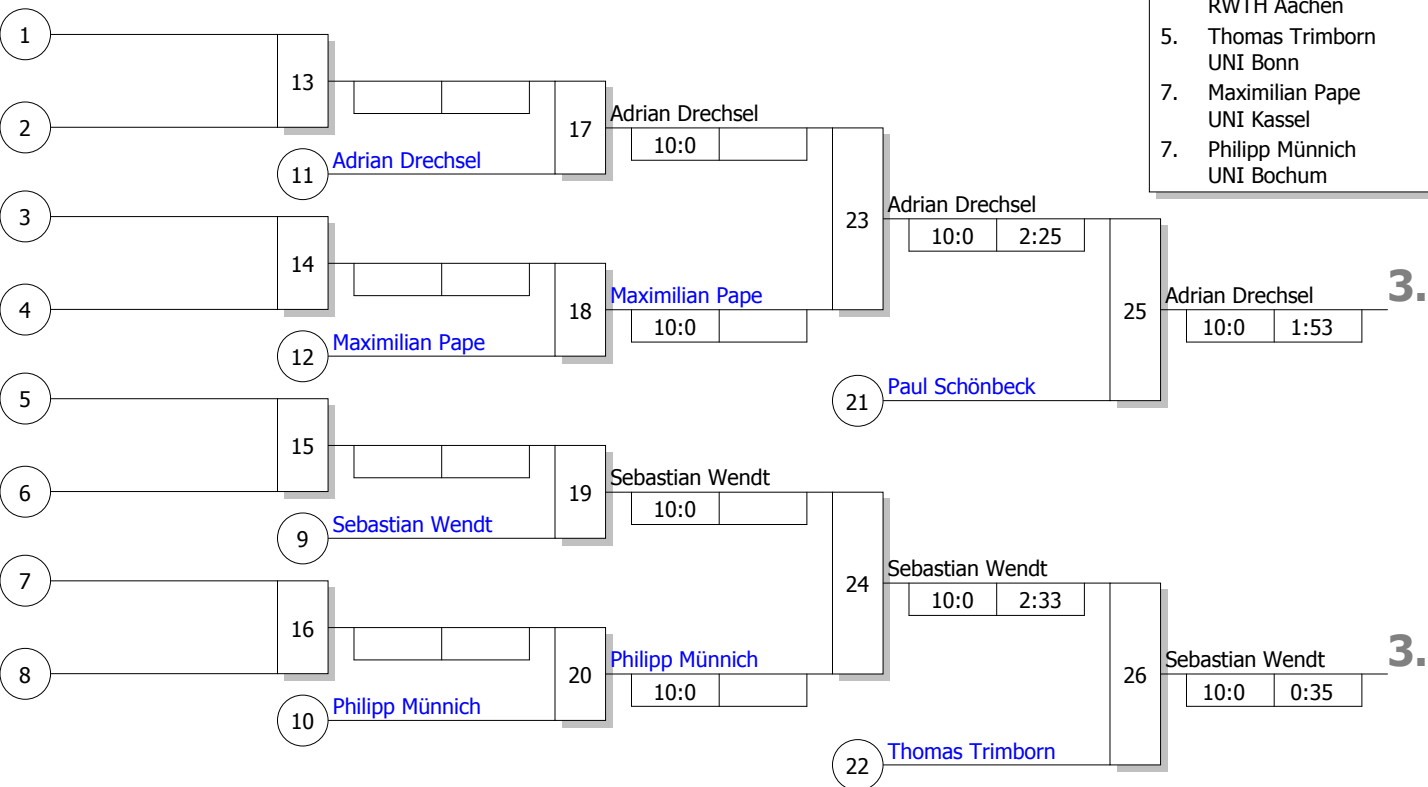 RWTH Aachen
5. Thomas Trimborn
UNI Bonn
7. Maximilian Pape
UNI Kassel
7. Philipp Münnich
UNI Bochum
1
13
2
17
Adrian Drechsel
10:0
11
Adrian Drechsel
3
14
4
23
Adrian Drechsel
10:0 2:25
18
Maximilian Pape
10:0
12
Maximilian Pape
25
Adrian Drechsel
3.
10:0 1:53
21
Paul Schönbeck
5
15
6
19
Sebastian Wendt
10:0
9
Sebastian Wendt
7
16
8
24
Sebastian Wendt
10:0 2:33
20
Philipp Münnich
10:0
10
Philipp Münnich
26
Sebastian Wendt
3.
10:0 0:35
22
Thomas Trimborn